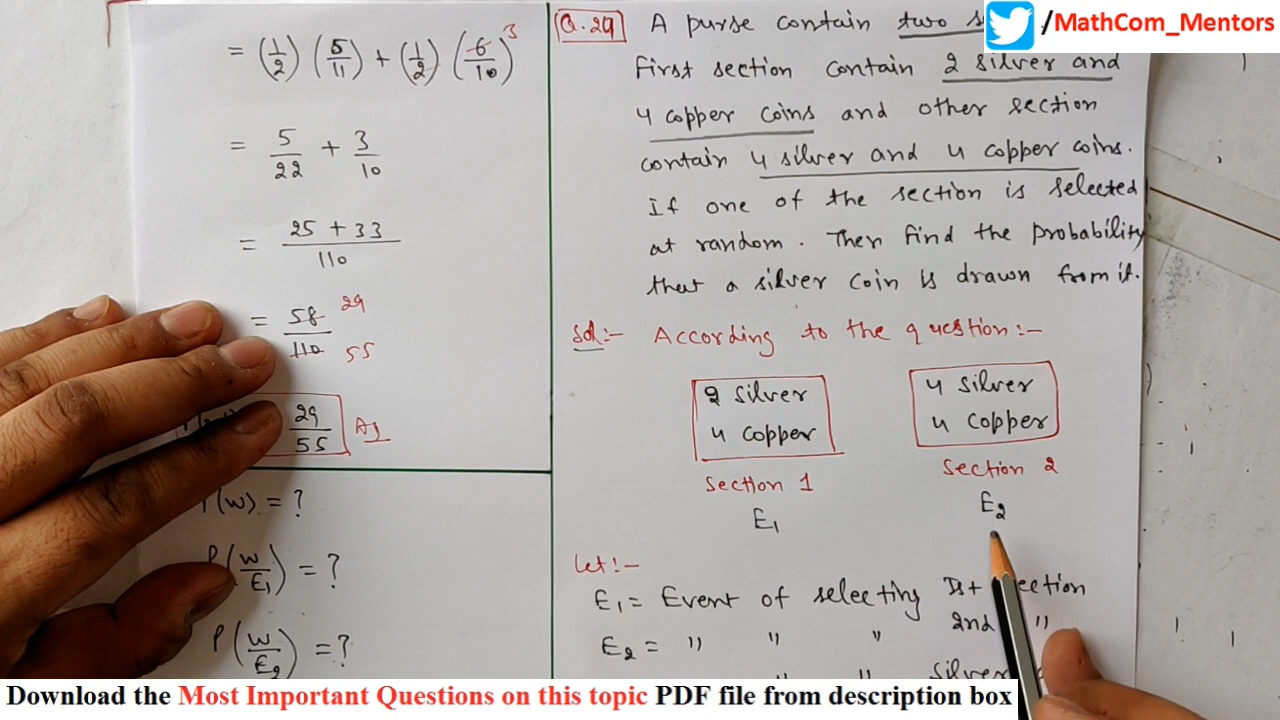 = (1/2) (5/11) + (1/2) (6/10) 3
= 5/22 + 3/10
= 25 + 33 / 110
= 58/110 29 55
29/55 Ag
P(W) = ?
P(W/E₁) = ?
P(W/E₂) = ?
/MathCom_Mentors
Q.29 A purse contain two
First section contain 2 silver and
4 copper coins and other section
contain 4 silver and 4 copper coins.
If one of the section is selected
at random. Then find the probability
that a silver coin is drawn from it.
Sol:- According to the question:-
2 silver
4 copper
Section 1
E₁
4 silver
4 copper
Section 2
E₂
Let:-
E₁ = Event of selecting Ist section
E₂ = " " " 2nd "
" " silver
Download the Most Important Questions on this topic PDF file from description box